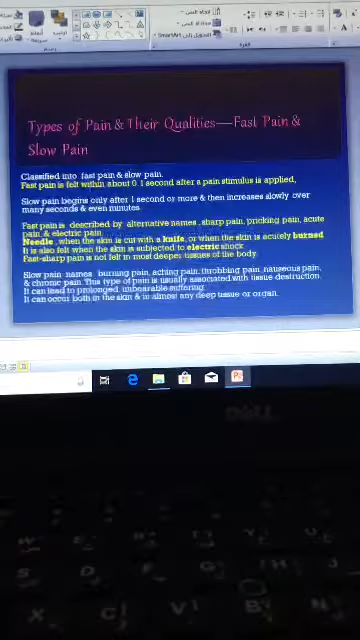 Types of Pain & Their Qualities—Fast Pain &
Slow Pain
Classified into fast pain & slow pain.
Fast pain is felt within about 0.1 second after a pain stimulus is applied,
Slow pain begins only after 1 second or more & then increases slowly over
many seconds & even minutes
Fast pain is described by alternative names, sharp pain, pricking pain, acute
pain, & electric pain.
Needle, when the skin is cut with a knife, or when the skin is acutely burned
It is also felt when the skin is subjected to electric shock.
Fast-sharp pain is not felt in most deeper tissues of the body
Slow pain names burning pain, aching pain, throbbing pain, nauseous pain,
& chronic pain. This type of pain is usually associated with tissue destruction.
It can lead to prolonged, unbearable suffering.
It can occur both in the skin & in almost any deep tissue or organ.
DELL